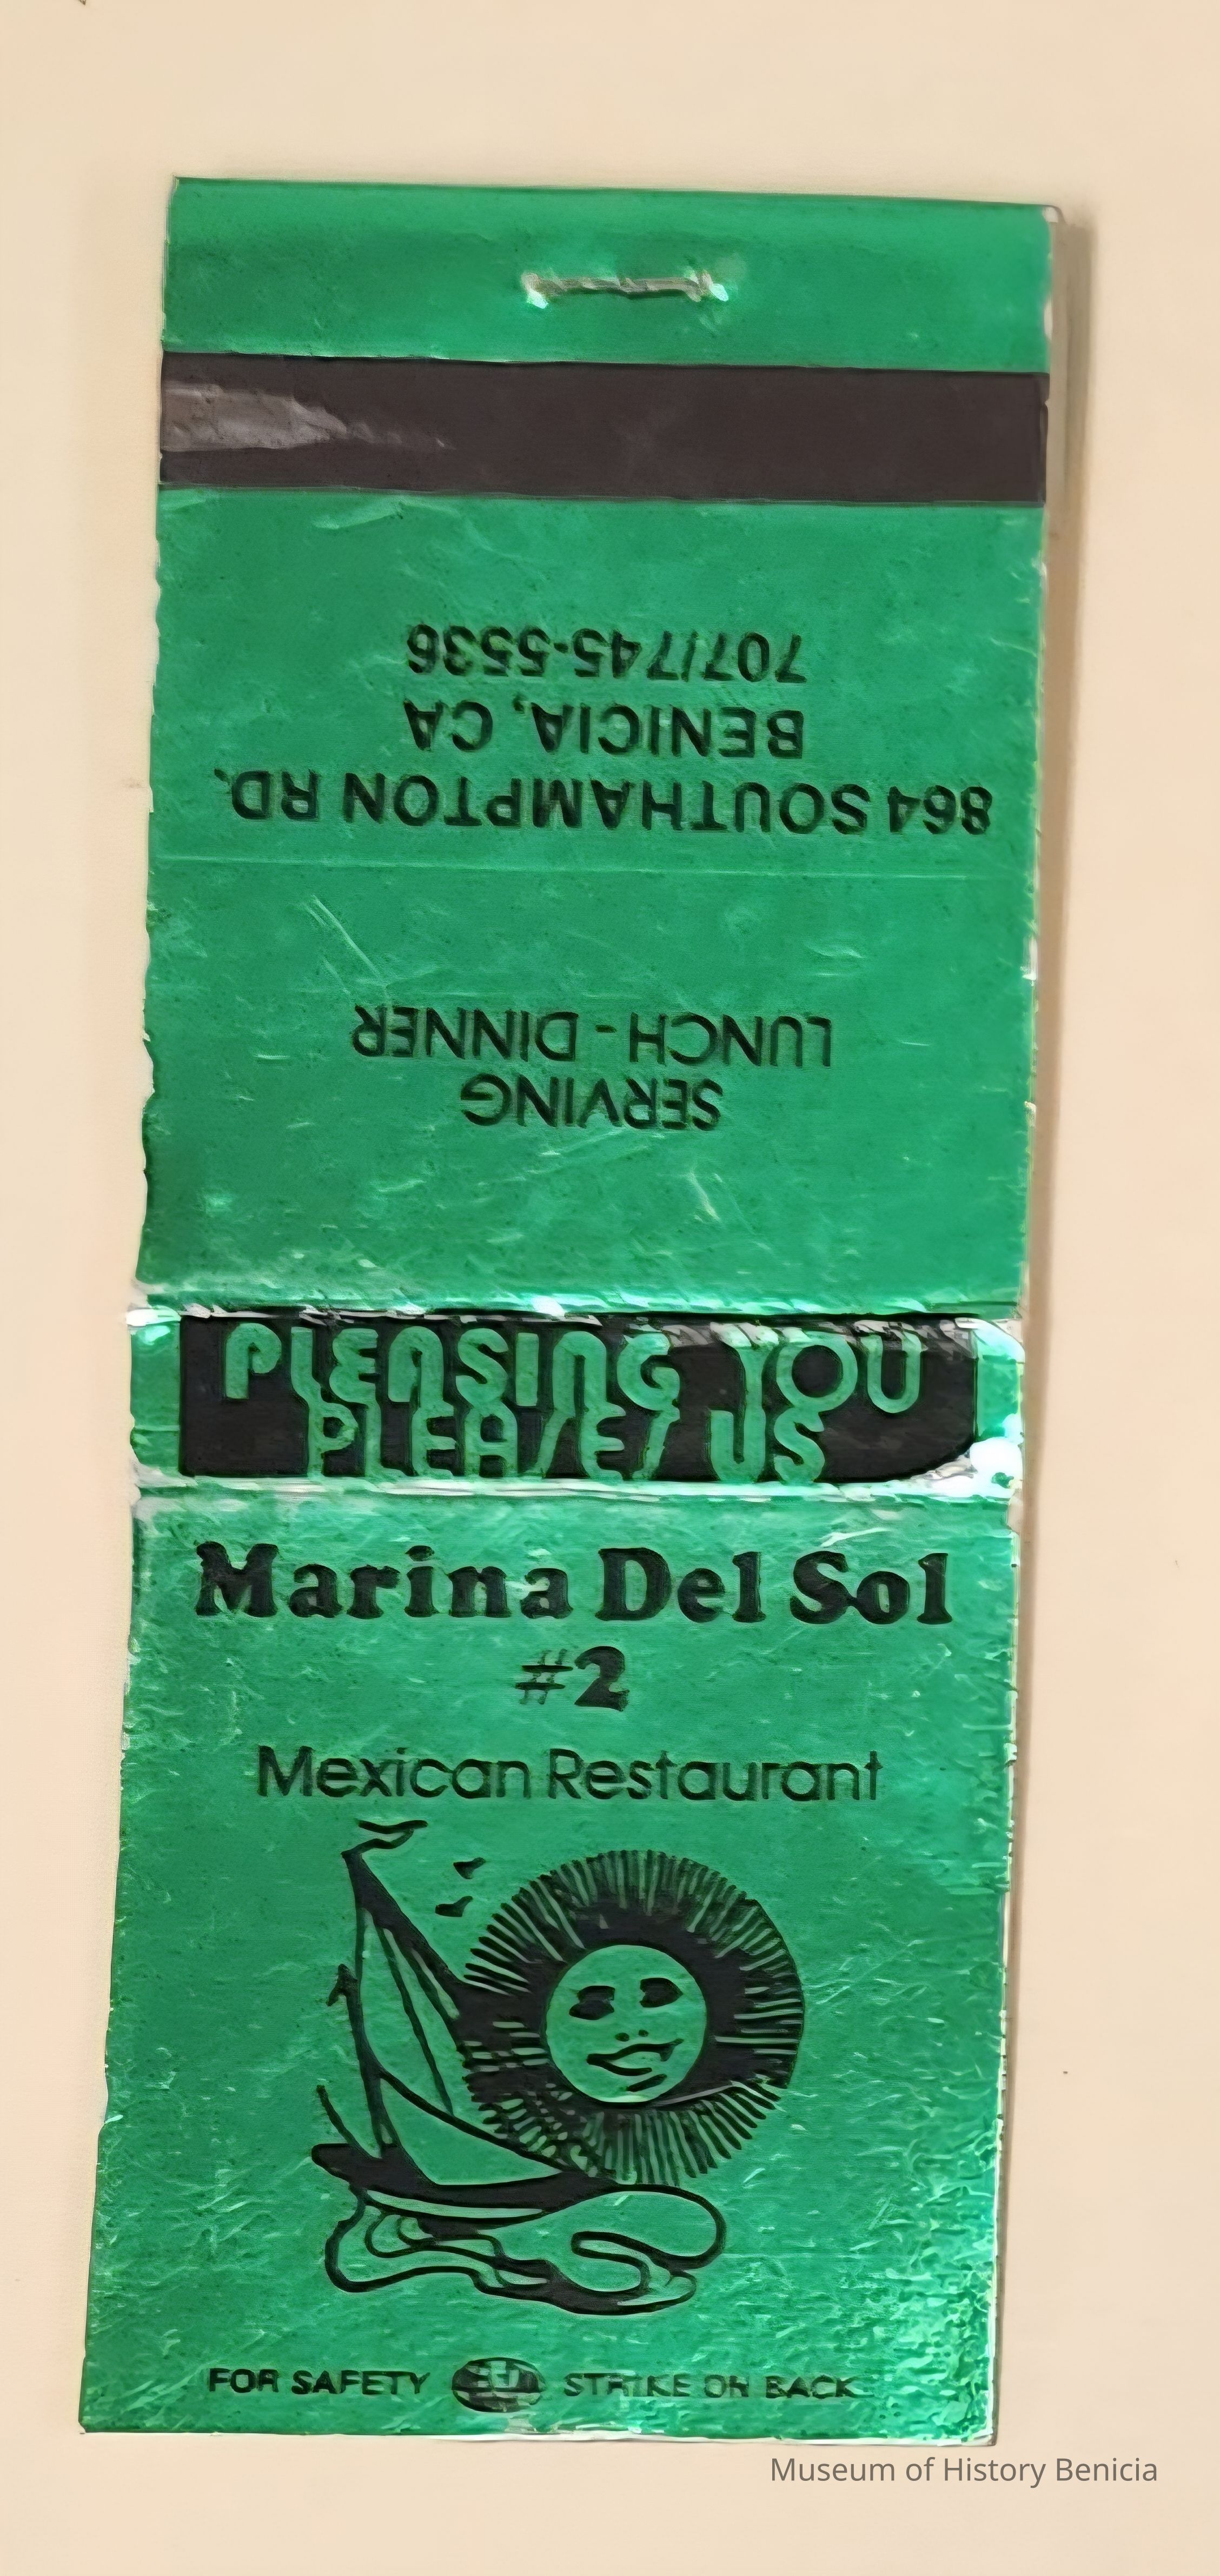 PLEASING YOU
PLEASES US
Marina Del Sol
#2
Mexican Restaurant
FOR SAFETY STRIKE ON BACK
SERVING
LUNCH - DINNER
864 SOUTHAMPTON RD.
BENICIA, CA
707/745-5536
Museum of History Benicia